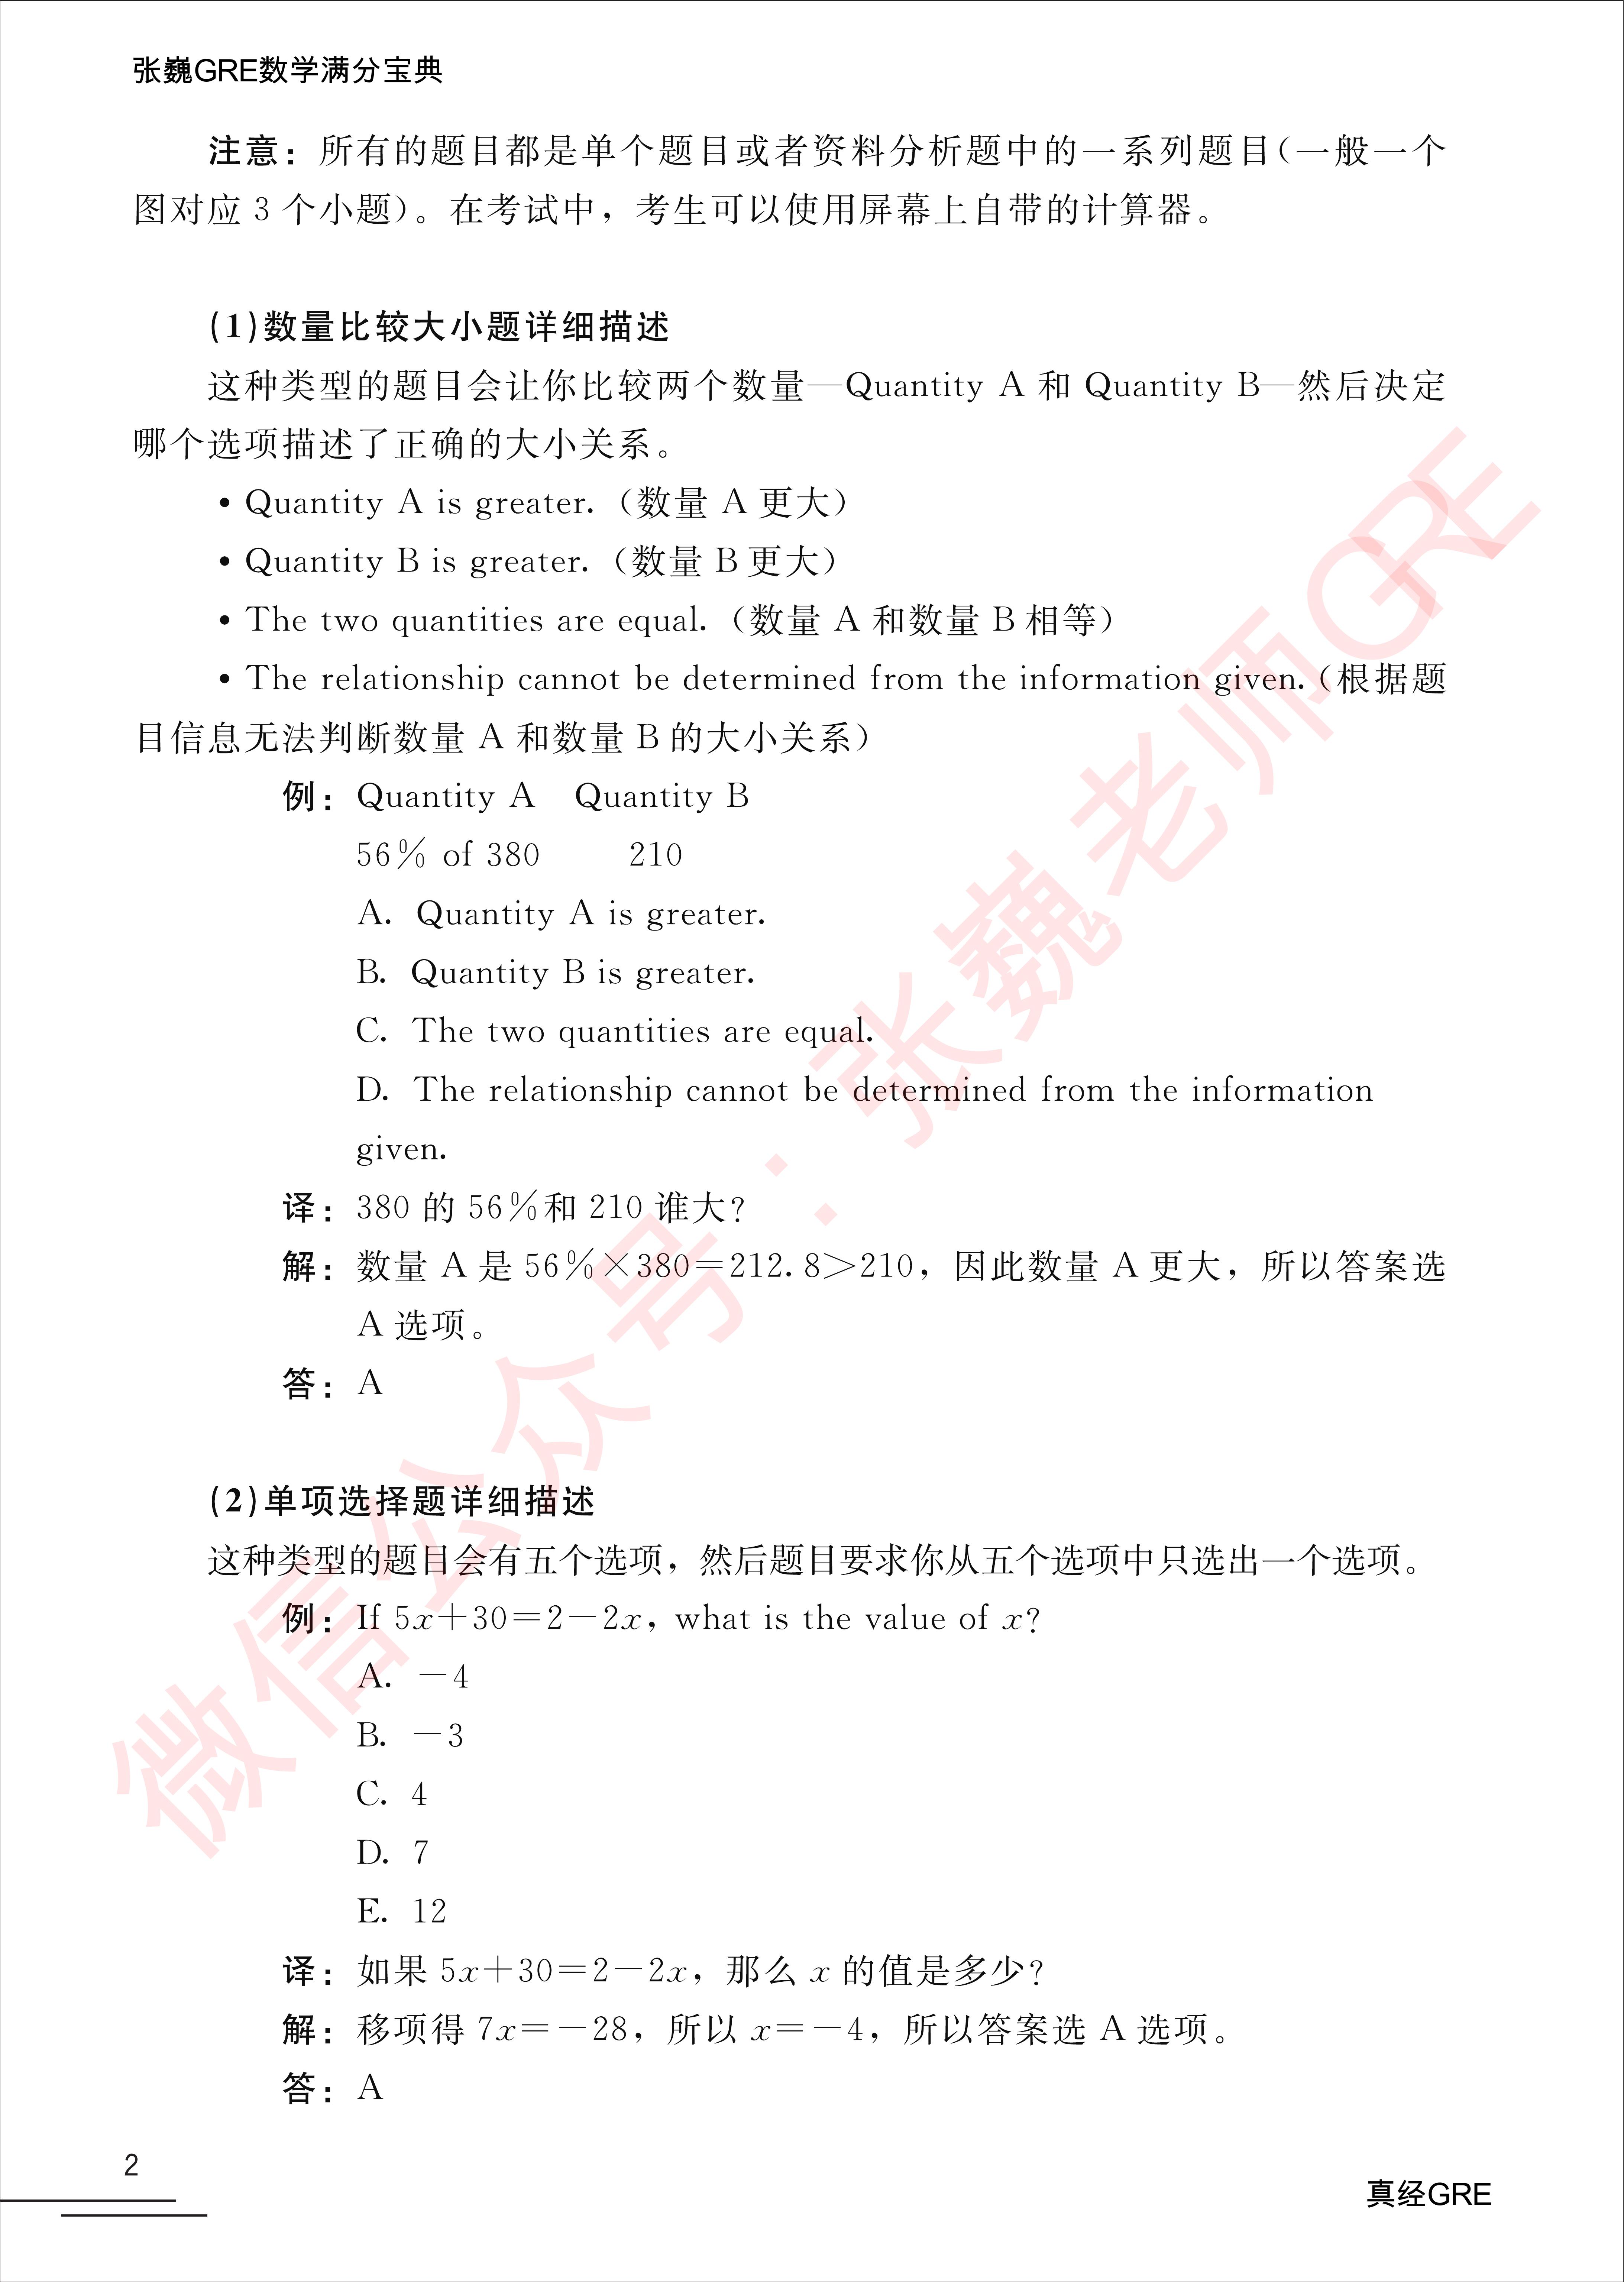 张巍GRE数学满分宝典
注意：所有的题目都是单个题目或者资料分析题中的一系列题目（一般一个
图对应 3 个小题）。在考试中，考生可以使用屏幕上自带的计算器。
(1)数量比较大小题详细描述
这种类型的题目会让你比较两个数量—Quantity A 和 Quantity B—然后决定
哪个选项描述了正确的大小关系。
• Quantity A is greater.（数量 A 更大）
• Quantity B is greater.（数量 B 更大）
• The two quantities are equal.（数量 A 和数量 B 相等）
• The relationship cannot be determined from the information given.（根据题
目信息无法判断数量 A 和数量 B 的大小关系）
例：Quantity A Quantity B
56% of 380 210
A. Quantity A is greater.
B. Quantity B is greater.
C. The two quantities are equal.
D. The relationship cannot be determined from the information
given.
译：380 的 56%和 210 谁大？
解：数量 A 是 56%×380=212.8>210，因此数量 A 更大，所以答案选
A 选项。
答：A
(2)单项选择题详细描述
这种类型的题目会有五个选项，然后题目要求你从五个选项中只选出一个选项。
例：If 5x+30=2-2x, what is the value of x?
A. -4
B. -3
C. 4
D. 7
E. 12
译：如果 5x+30=2-2x，那么 x 的值是多少？
解：移项得 7x=-28，所以 x=-4，所以答案选 A 选项。
答：A
2
真经GRE
微信公众号：张巍老师GRE